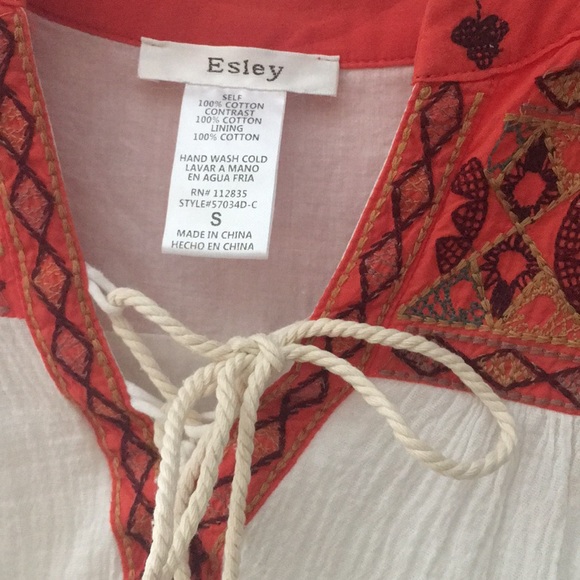 Esley
SELF
100% COTTON
CONTRAST
100% COTTON
LINING
100% COTTON
HAND WASH COLD
LAVAR A MANO
EN AGUA FRIA
RN# 112835
STYLE#57034D-C
S
MADE IN CHINA
HECHO EN CHINA